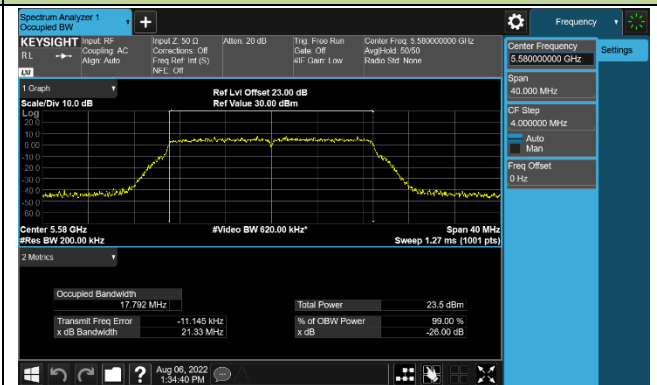 Spectrum Analyzer 1
Occupied BW
+
Frequency
KEYSIGHT
Input: RF
Coupling: AC
Align: Auto
Input Z: 50 Ω
Corrections: Off
Freq Ref: Int (S)
NFE: Off
Atten: 20 dB
Trig: Free Run
Gate: Off
#IF Gain: Low
Center Freq: 5.580000000 GHz
Avg|Hold: 50/50
Radio Std: None
RL
LXI
Center Frequency
5.580000000 GHz
Settings
Span
40.000 MHz
CF Step
4.000000 MHz
Auto
Man
Freq Offset
0 Hz
1 Graph
Scale/Div 10.0 dB
Ref Lvl Offset 23.00 dB
Ref Value 30.00 dBm
Log
20.0
10.0
0.00
-10.0
-20.0
-30.0
-40.0
-50.0
-60.0
Center 5.58 GHz
#Video BW 620.00 kHz*
Span 40 MHz
#Res BW 200.00 kHz
Sweep 1.27 ms (1001 pts)
2 Metrics
Occupied Bandwidth
17.792 MHz
Total Power 23.5 dBm
Transmit Freq Error -11.145 kHz
% of OBW Power 99.00 %
x dB Bandwidth 21.33 MHz
x dB -26.00 dB
?
Aug 06, 2022
1:34:40 PM